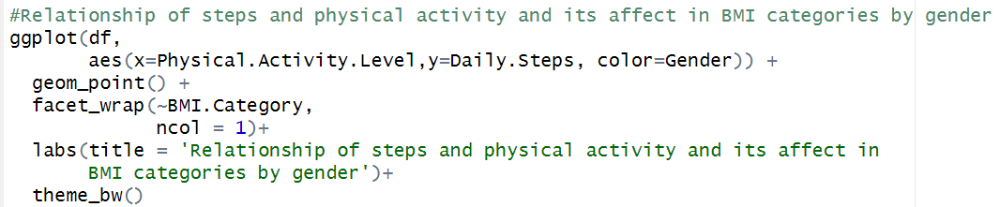 #Relationship of steps and physical activity and its affect in BMI categories by gender
ggplot(df,
       aes(x=Physical.Activity.Level,y=Daily.Steps, color=Gender)) +
  geom_point() +
  facet_wrap(~BMI.Category,
             ncol = 1)+
  labs(title = 'Relationship of steps and physical activity and its affect in
       BMI categories by gender')+
  theme_bw()